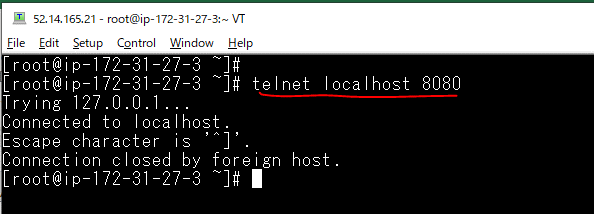 52.14.165.21 - root@ip-172-31-27-3:~ VT
File Edit Setup Control Window Help
[root@ip-172-31-27-3 ~]#
[root@ip-172-31-27-3 ~]# telnet localhost 8080
Trying 127.0.0.1...
Connected to localhost.
Escape character is '^]'.
Connection closed by foreign host.
[root@ip-172-31-27-3 ~]#